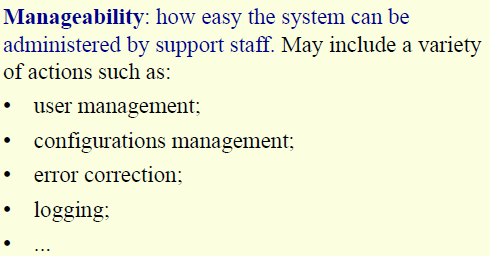 Manageability: how easy the system can be
administered by support staff. May include a variety
of actions such as:
• user management;
• configurations management;
• error correction;
• logging;
• ...